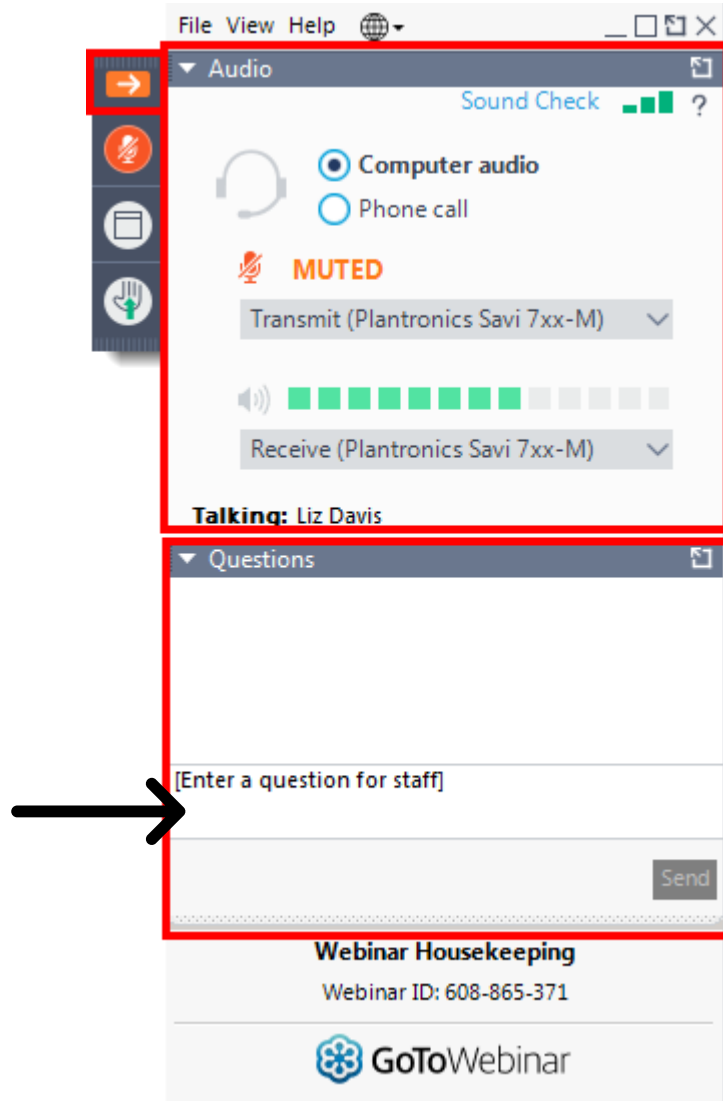 File View Help
Audio
Sound Check ?
Computer audio
Phone call
MUTED
Transmit (Plantronics Savi 7xx-M)
Receive (Plantronics Savi 7xx-M)
Talking: Liz Davis
Questions
[Enter a question for staff]
Send
Webinar Housekeeping
Webinar ID: 608-865-371
GoToWebinar